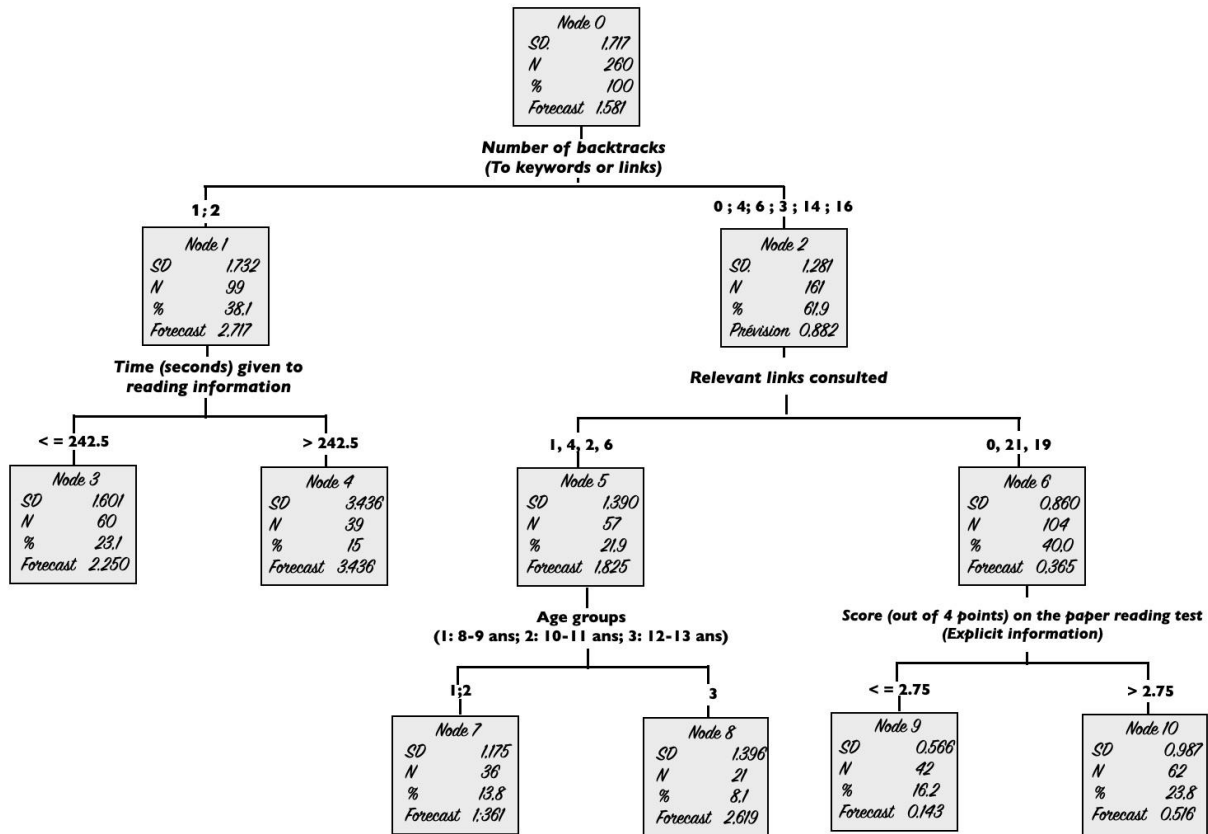 Node 0
SD. 1.717
N 260
% 100
Forecast 1.581
Number of backtracks
(To keywords or links)
1 ; 2
0 ; 4; 6 ; 3 ; 14 ; 16
Node 1
SD 1.732
N 99
% 38.1
Forecast 2.717
Node 2
SD. 1.281
N 161
% 61.9
Prévision 0.882
Time (seconds) given to
reading information
Relevant links consulted
< = 242.5
> 242.5
1, 4, 2, 6
0, 21, 19
Node 3
SD 1.601
N 60
% 23.1
Forecast 2.250
Node 4
SD 3.436
N 39
% 15
Forecast 3.436
Node 5
SD 1.390
N 57
% 21.9
Forecast 1.825
Node 6
SD 0.860
N 104
% 40.0
Forecast 0.365
Age groups
(1: 8-9 ans; 2: 10-11 ans; 3: 12-13 ans)
Score (out of 4 points) on the paper reading test
(Explicit information)
1;2
3
< = 2.75
> 2.75
Node 7
SD 1.175
N 36
% 13.8
Forecast 1.361
Node 8
SD 1.396
N 21
% 8.1
Forecast 2.619
Node 9
SD 0.566
N 42
% 16.2
Forecast 0.143
Node 10
SD 0.987
N 62
% 23.8
Forecast 0.516